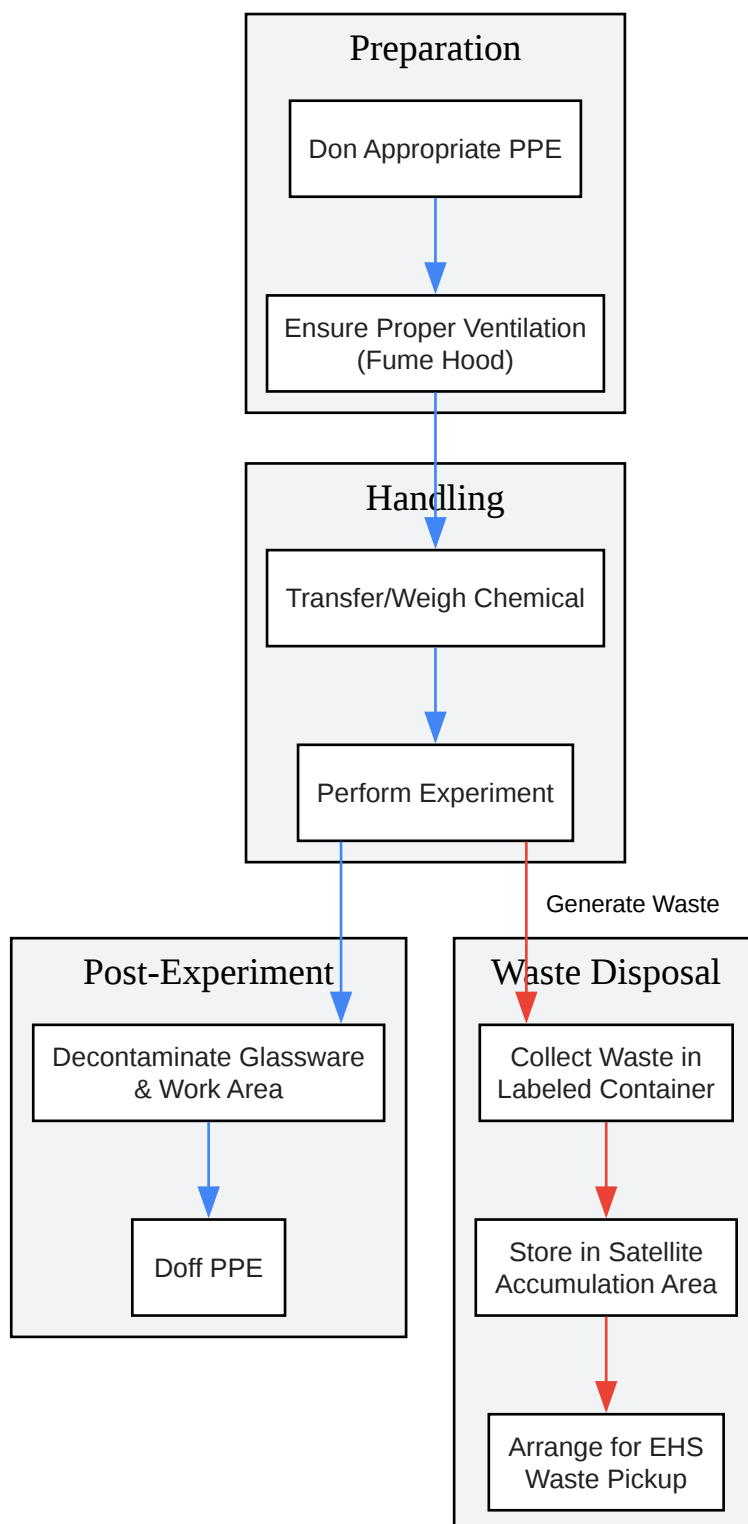 Preparation
Don Appropriate PPE
Ensure Proper Ventilation
(Fume Hood)
Handling
Transfer/Weigh Chemical
Perform Experiment
Generate Waste
Post-Experiment
Decontaminate Glassware
& Work Area
Doff PPE
Waste Disposal
Collect Waste in
Labeled Container
Store in Satellite
Accumulation Area
Arrange for EHS
Waste Pickup